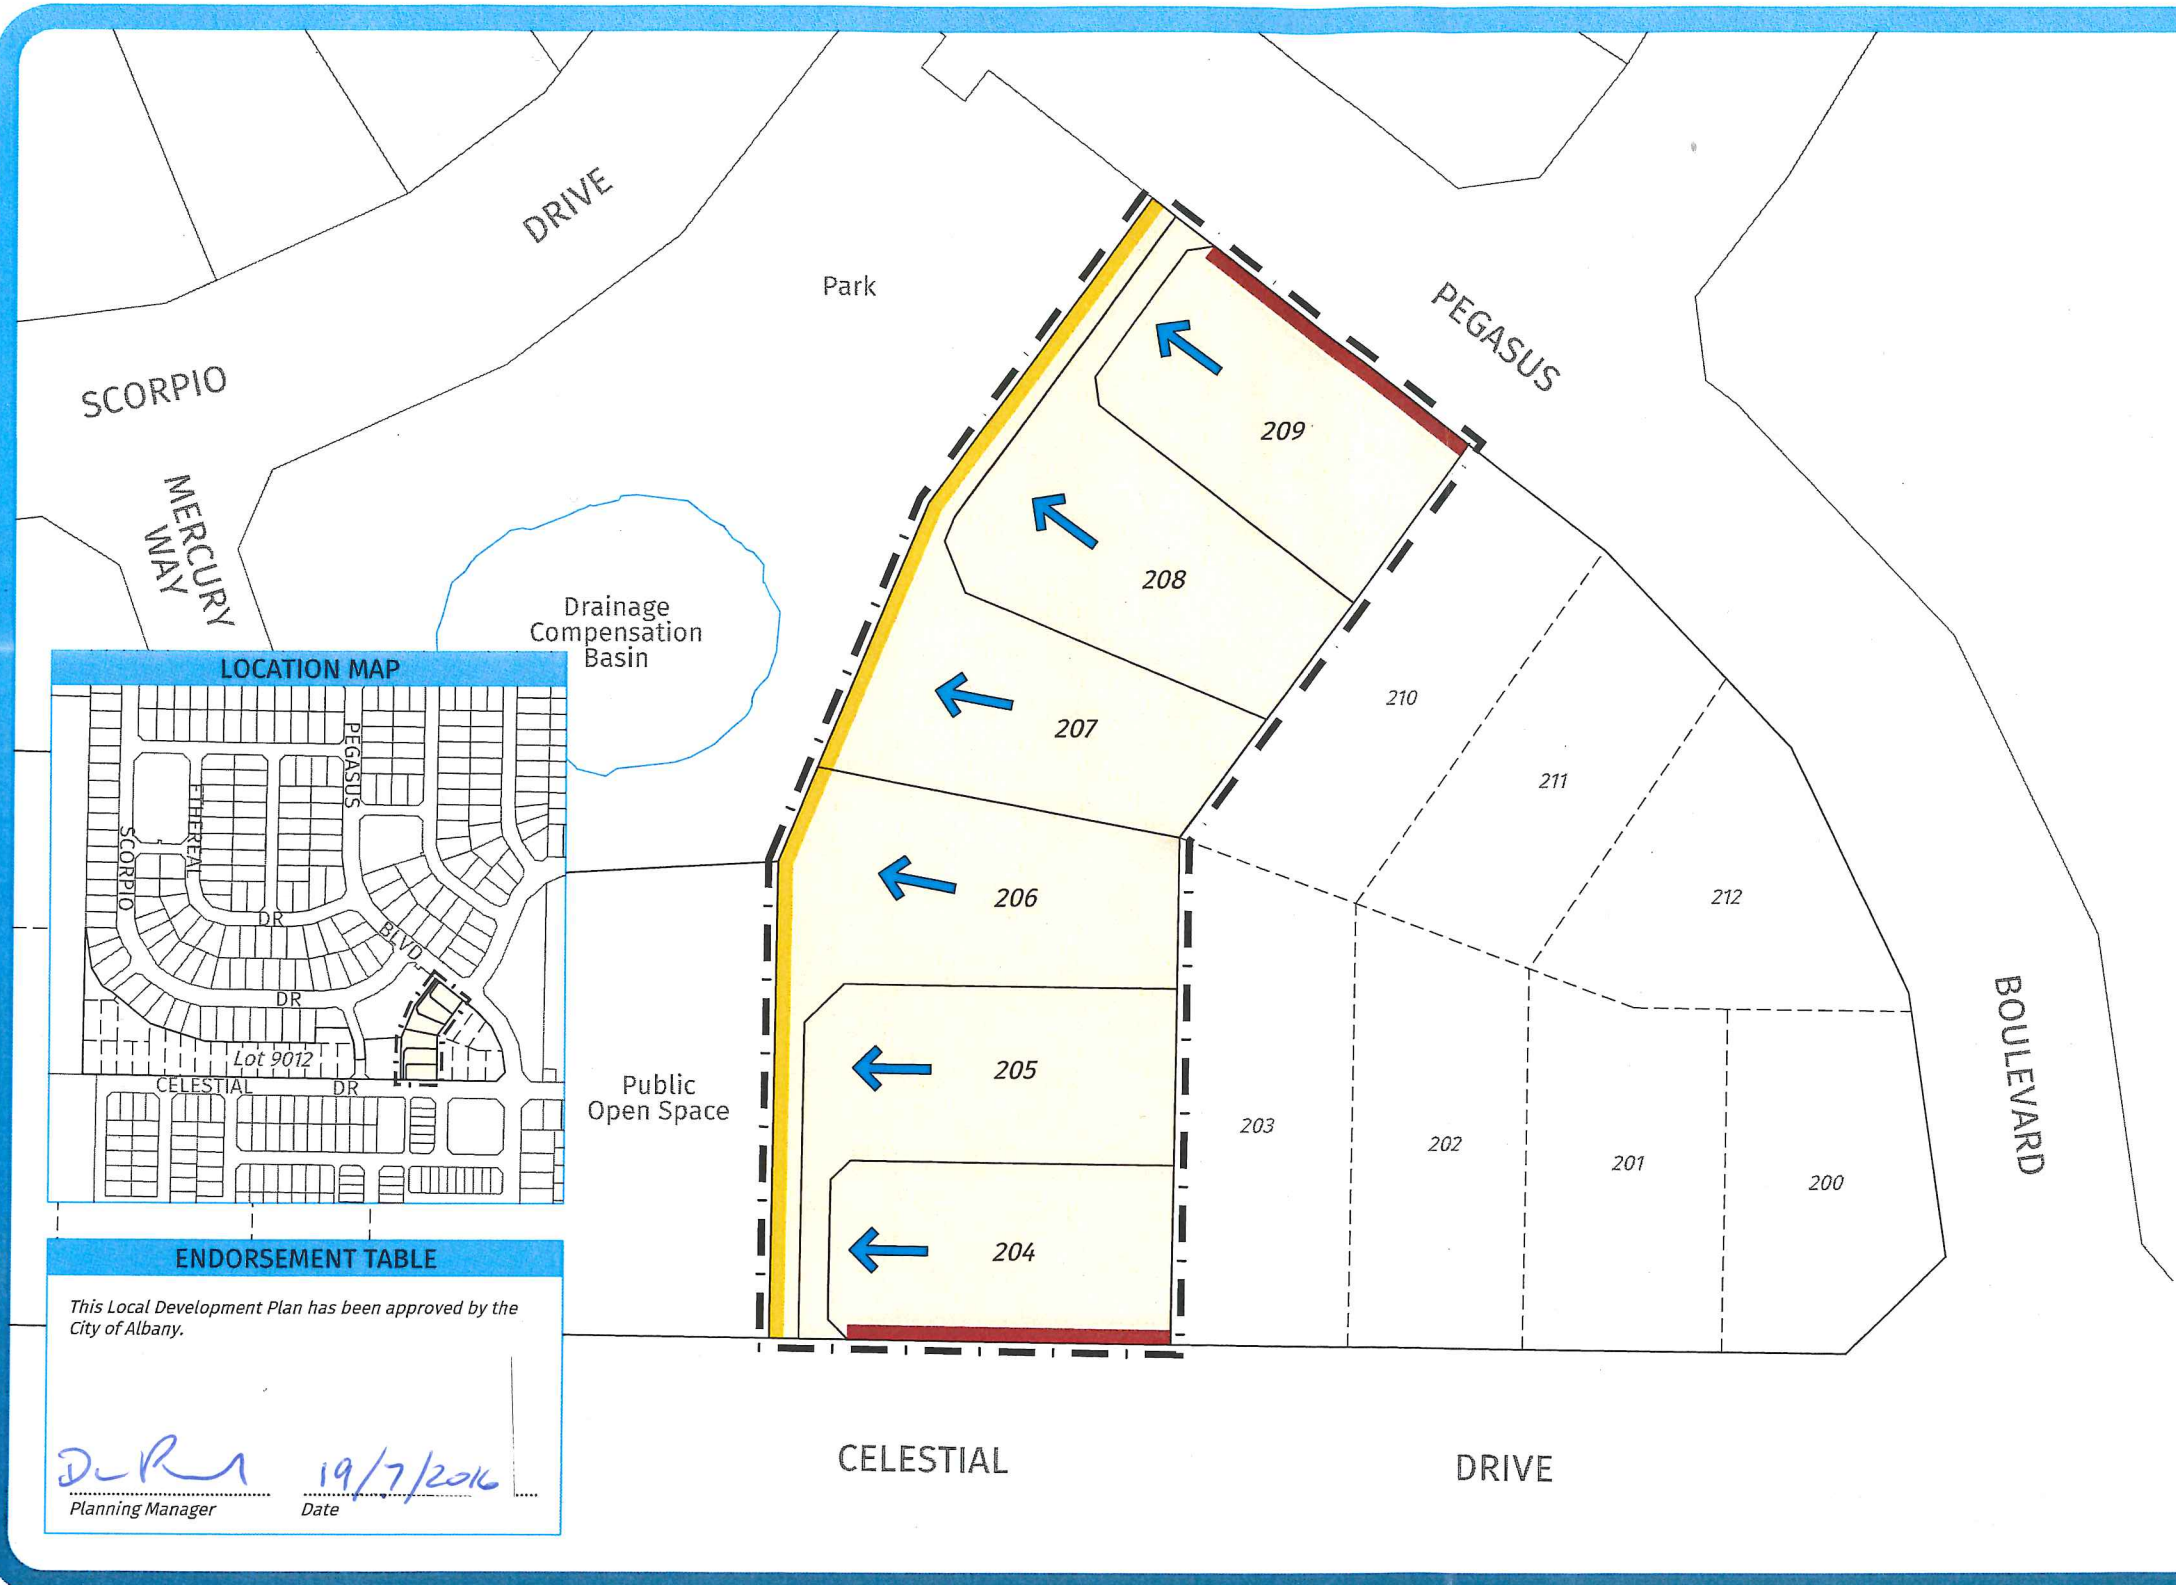 DRIVE
Park
SCORPIO
PEGASUS
MERCURY
WAY
Drainage
Compensation
Basin
209
208
207
206
205
204
210
211
212
203
202
201
200
Public
Open Space
BOULEVARD
CELESTIAL
DRIVE
LOCATION MAP
PEGASUS
ETHEREAL
SCORPIO
DR
BLVD
DR
Lot 9012
CELESTIAL
DR
ENDORSEMENT TABLE
This Local Development Plan has been approved by the
City of Albany.
19/7/2016
Planning Manager
Date